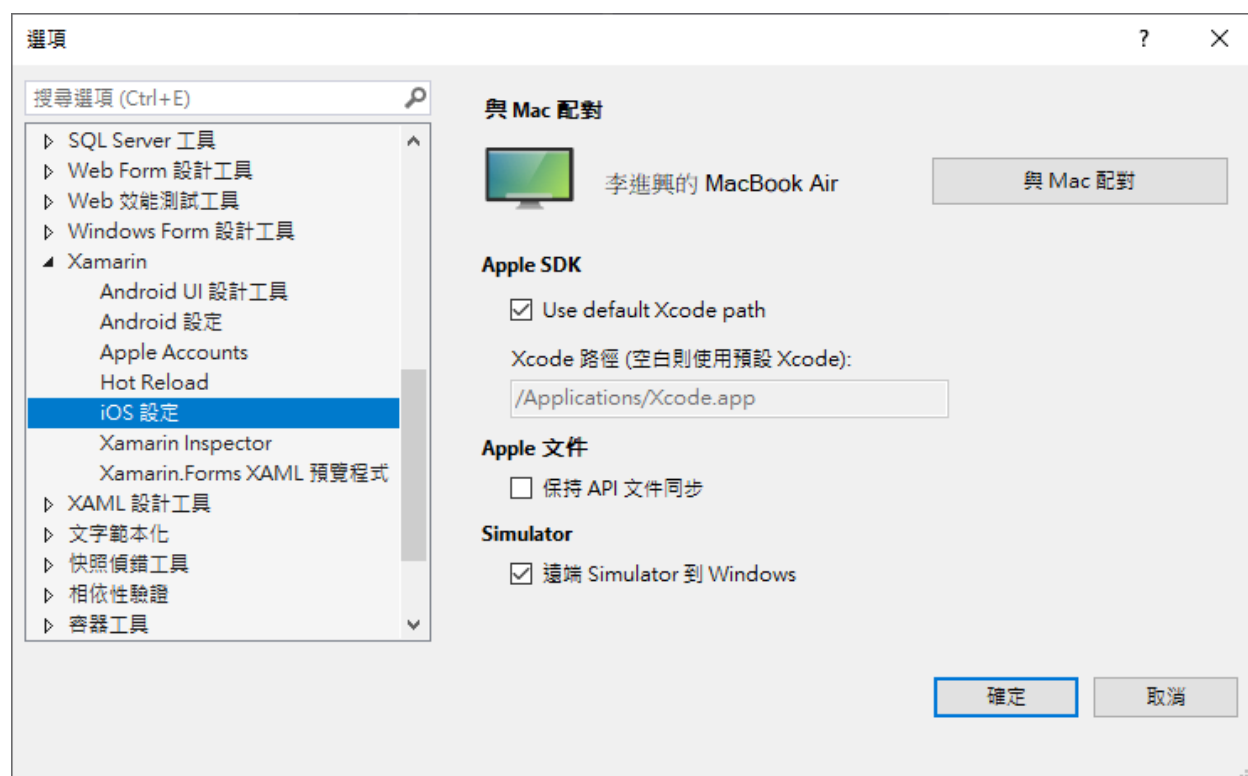 選項
?
搜尋選項 (Ctrl+E)
SQL Server 工具
Web Form 設計工具
Web 效能測試工具
Windows Form 設計工具
Xamarin
Android UI 設計工具
Android 設定
Apple Accounts
Hot Reload
iOS 設定
Xamarin Inspector
Xamarin.Forms XAML 預覽程式
XAML 設計工具
文字範本化
快照偵錯工具
相依性驗證
容器工具
與 Mac 配對
李進興的 MacBook Air
與 Mac 配對
Apple SDK
Use default Xcode path
Xcode 路徑 (空白則使用預設 Xcode):
/Applications/Xcode.app
Apple 文件
保持 API 文件同步
Simulator
遠端 Simulator 到 Windows
確定
取消